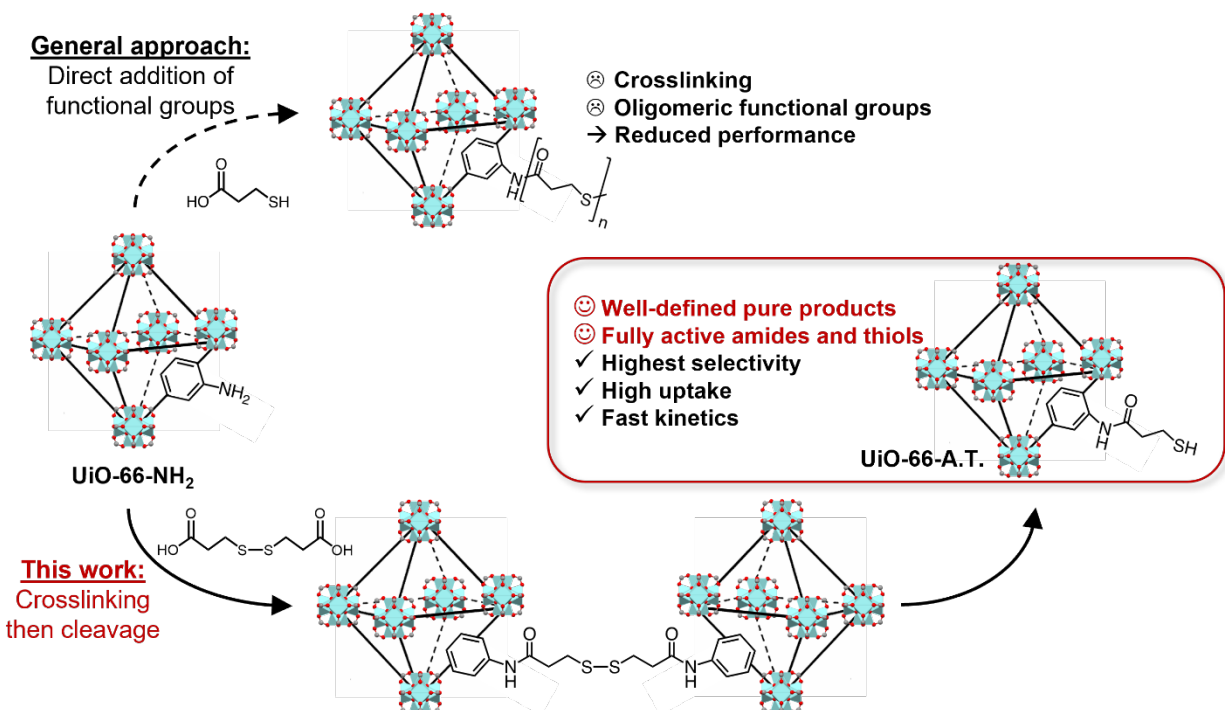 General approach:
Direct addition of
functional groups
☹ Crosslinking
☹ Oligomeric functional groups
→ Reduced performance
O
HO
SH
O
N
H
S
n
NH₂
UiO-66-NH₂
☺ Well-defined pure products
☺ Fully active amides and thiols
✓ Highest selectivity
✓ High uptake
✓ Fast kinetics
O
N
H
SH
UiO-66-A.T.
This work:
Crosslinking
then cleavage
O
HO
S
S
O
OH
O
N
H
S
S
O
N
H